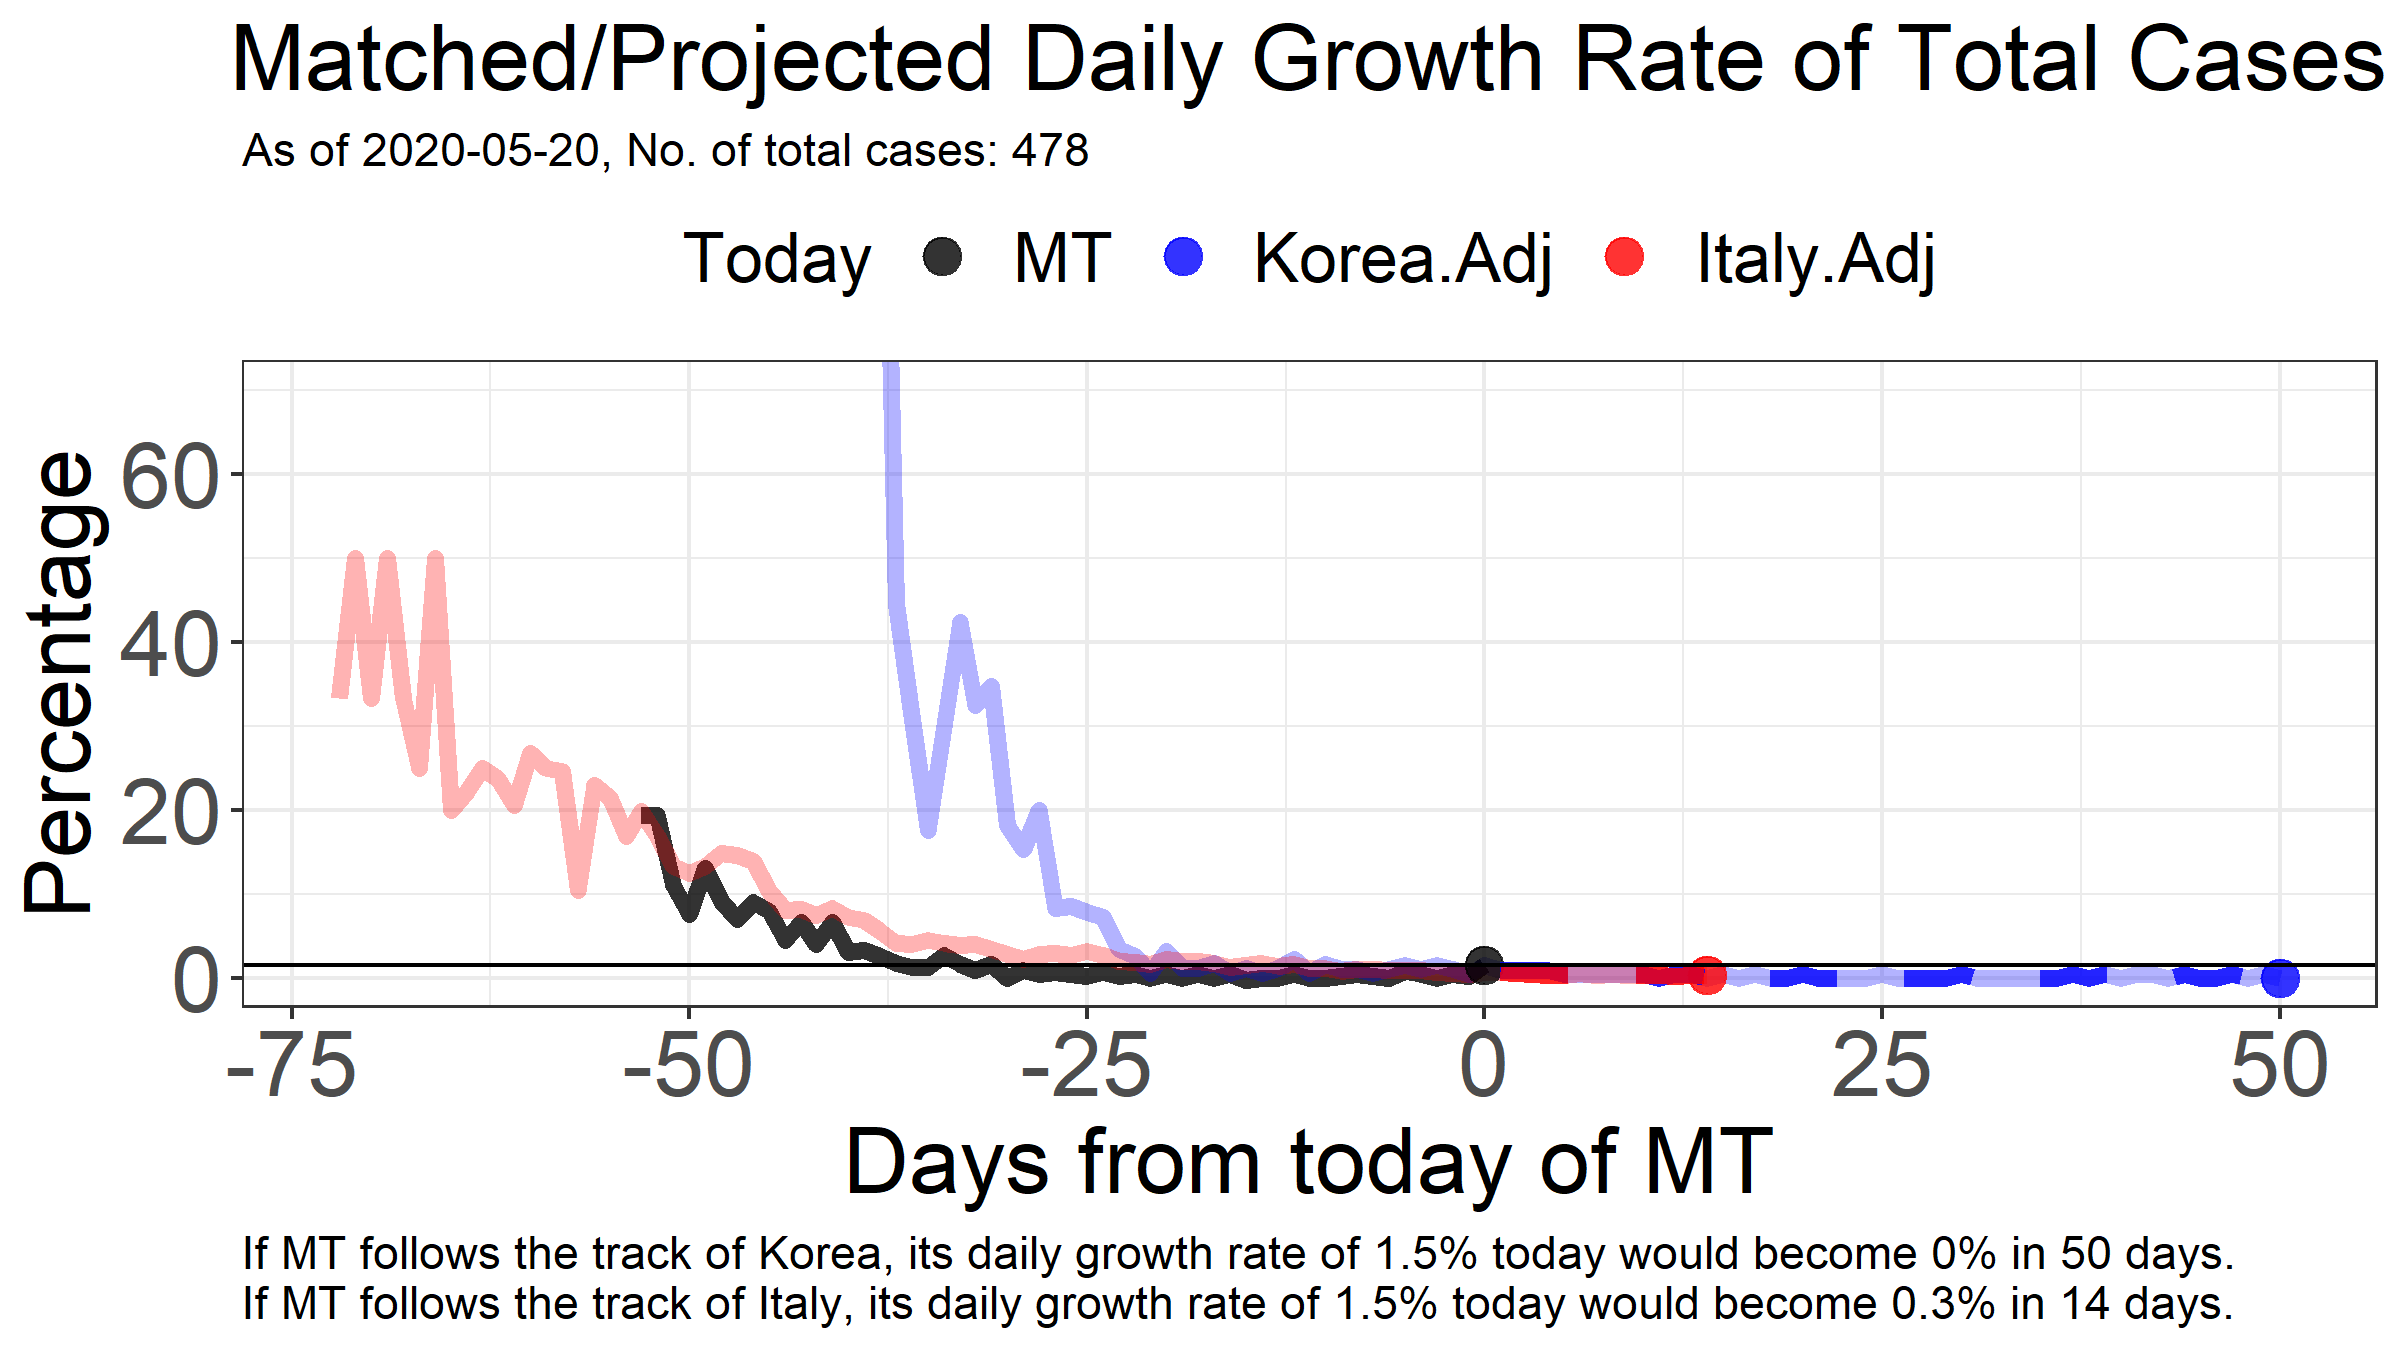 Matched/Projected Daily Growth Rate of Total Cases
As of 2020-05-20, No. of total cases: 478
Today MT Korea.Adj Italy.Adj
Percentage
60
40
20
0
-75 -50 -25 0 25 50
Days from today of MT
If MT follows the track of Korea, its daily growth rate of 1.5% today would become 0% in 50 days.
If MT follows the track of Italy, its daily growth rate of 1.5% today would become 0.3% in 14 days.